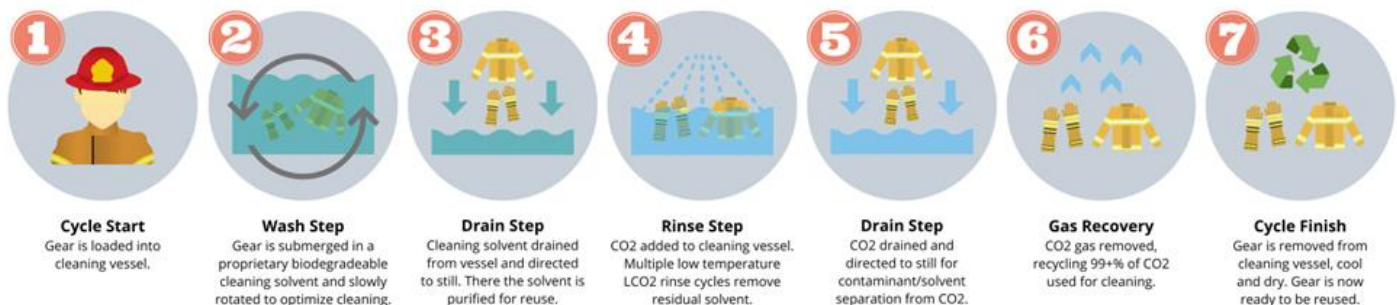 1
Cycle Start
Gear is loaded into
cleaning vessel.
2
Wash Step
Gear is submerged in a
proprietary biodegradeable
cleaning solvent and slowly
rotated to optimize cleaning.
3
Drain Step
Cleaning solvent drained
from vessel and directed
to still. There the solvent is
purified for reuse.
4
Rinse Step
CO2 added to cleaning vessel.
Multiple low temperature
LCO2 rinse cycles remove
residual solvent.
5
Drain Step
CO2 drained and
directed to still for
contaminant/solvent
separation from CO2.
6
Gas Recovery
CO2 gas removed,
recycling 99+% of CO2
used for cleaning.
7
Cycle Finish
Gear is removed from
cleaning vessel, cool
and dry. Gear is now
ready to be reused.